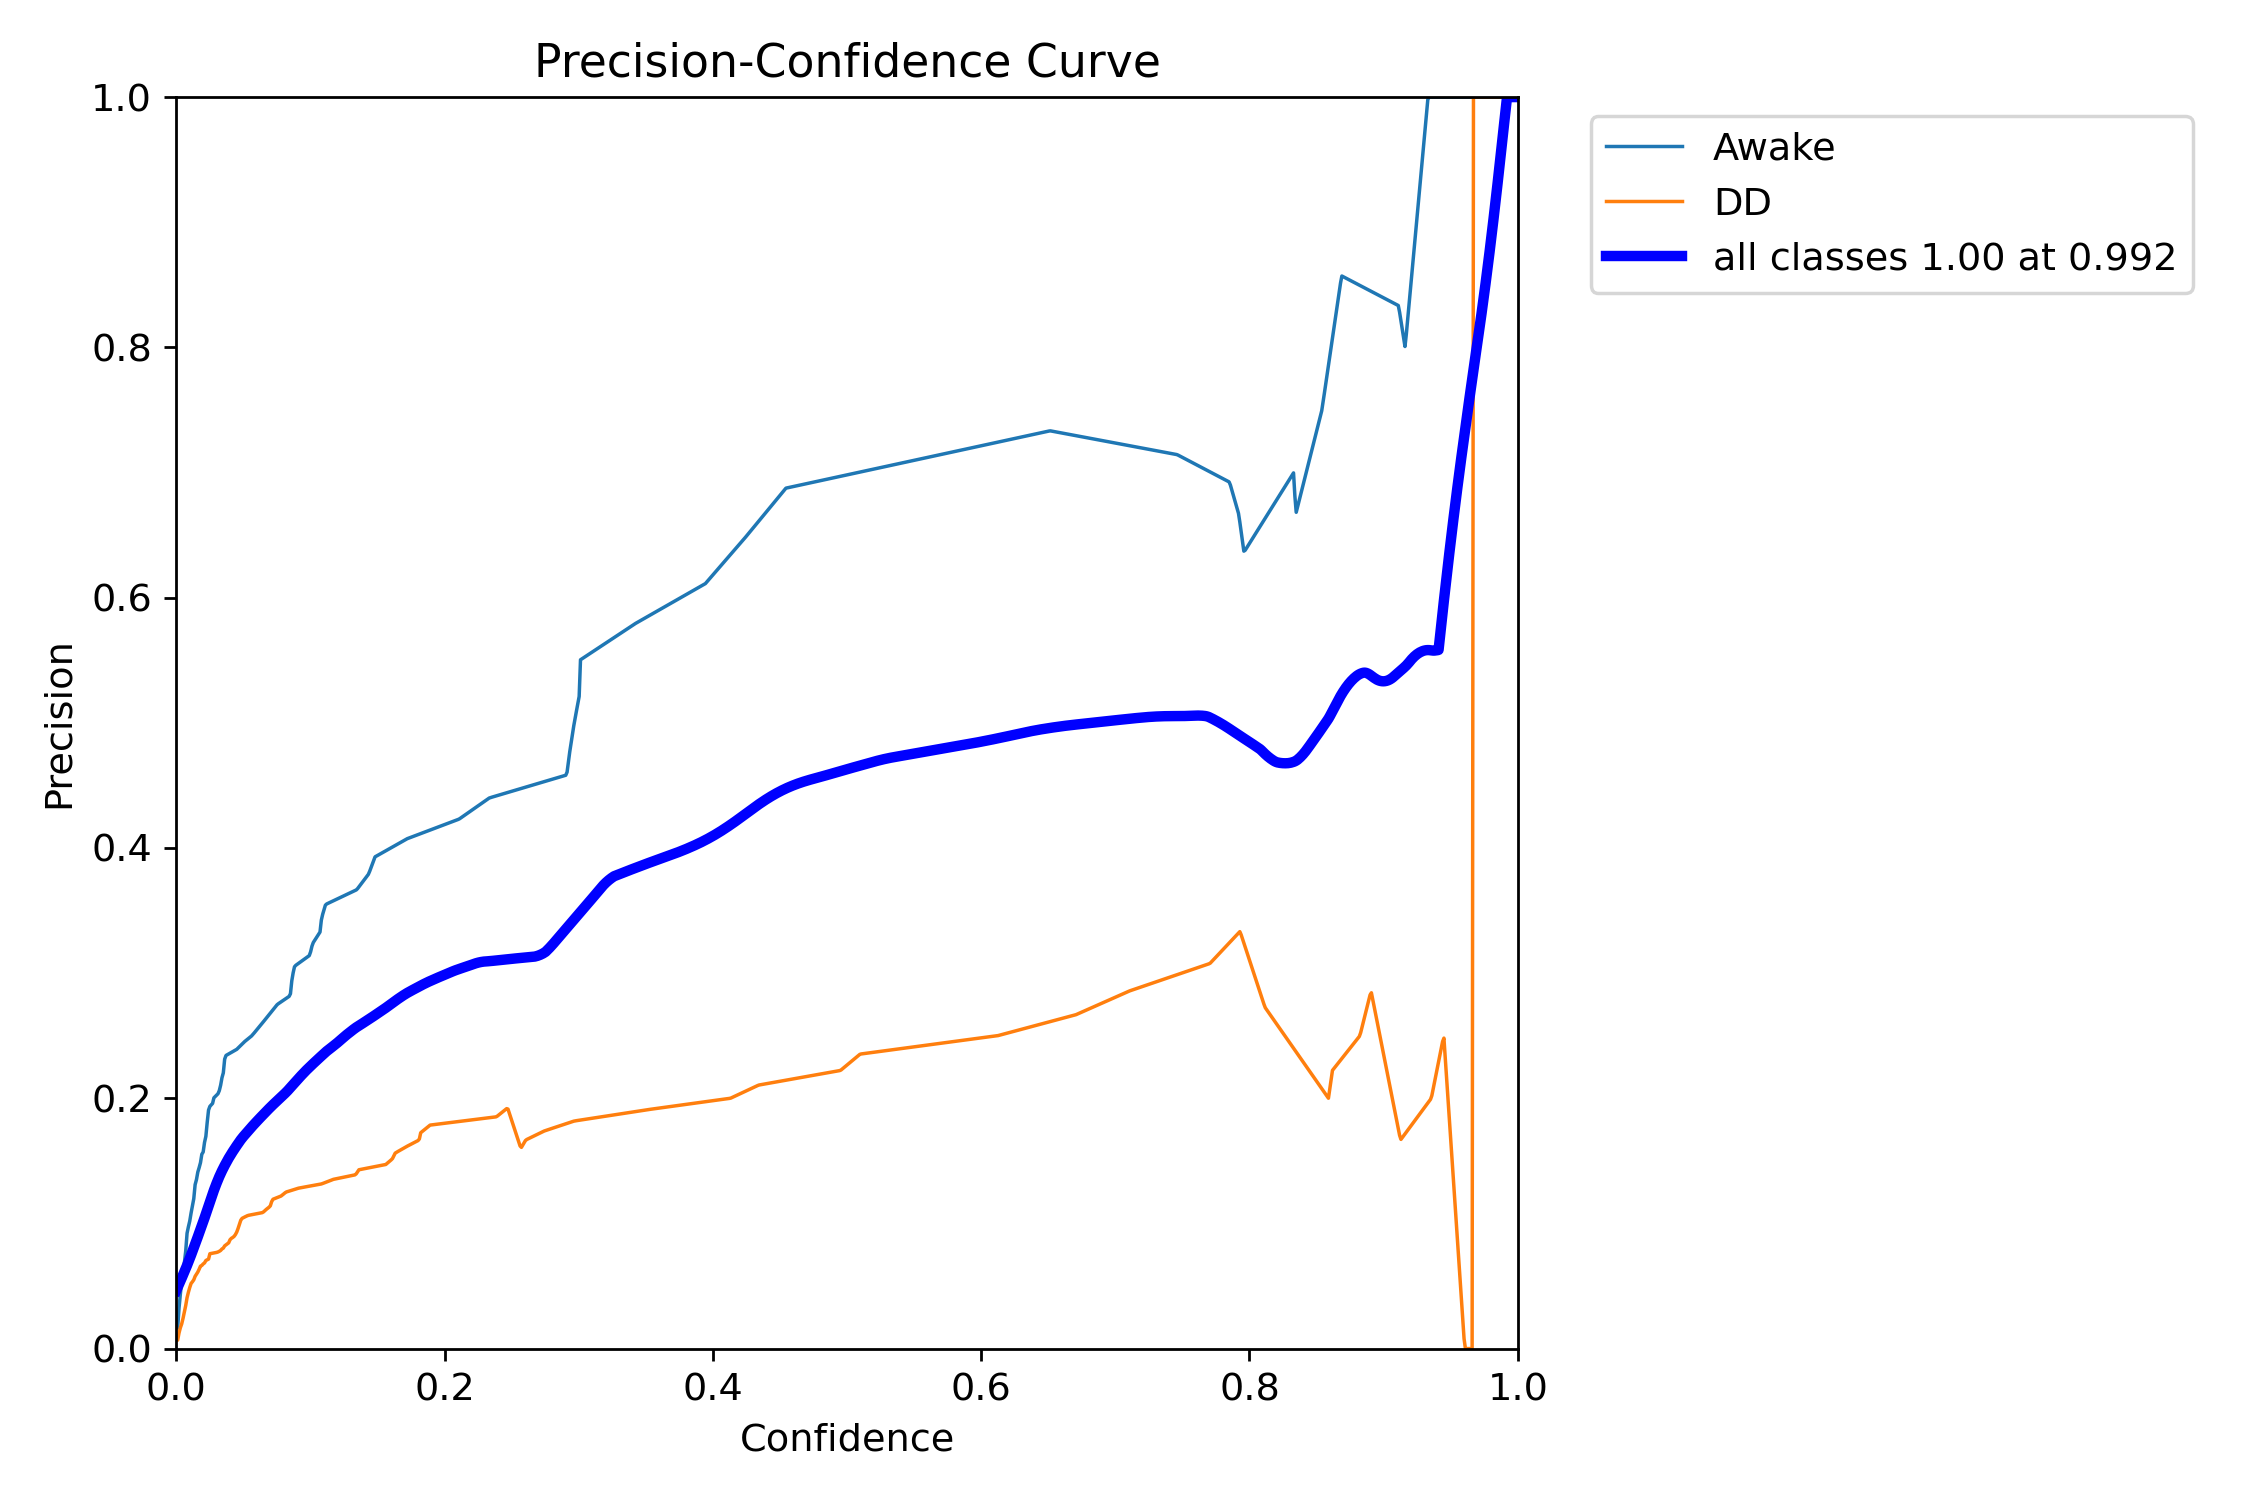 Precision-Confidence Curve
1.0
0.8
0.6
0.4
0.2
0.0
Precision
0.0 0.2 0.4 0.6 0.8 1.0
Confidence
Awake
DD
all classes 1.00 at 0.992